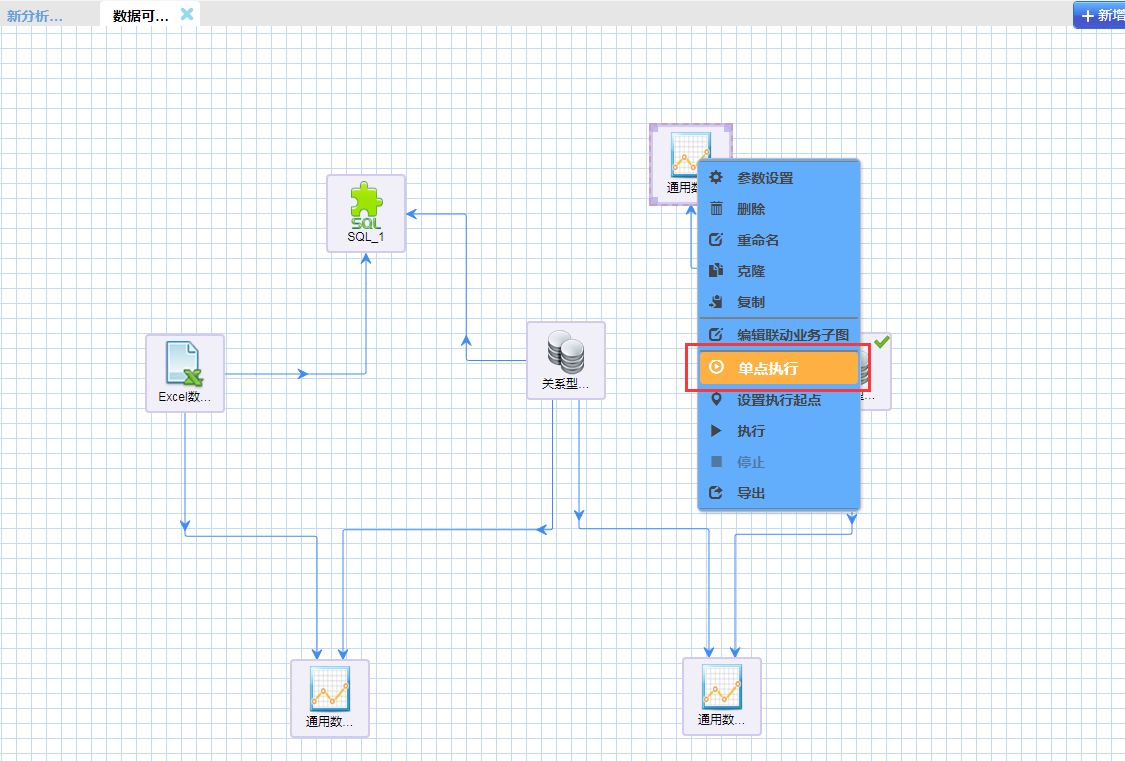 新分析...
数据可...
新增
通用数
SQL
SQL_1
参数设置
删除
重命名
克隆
复制
编辑联动业务子图
单点执行
设置执行起点
执行
停止
导出
Excel数...
关系型...
通用数...
通用数...